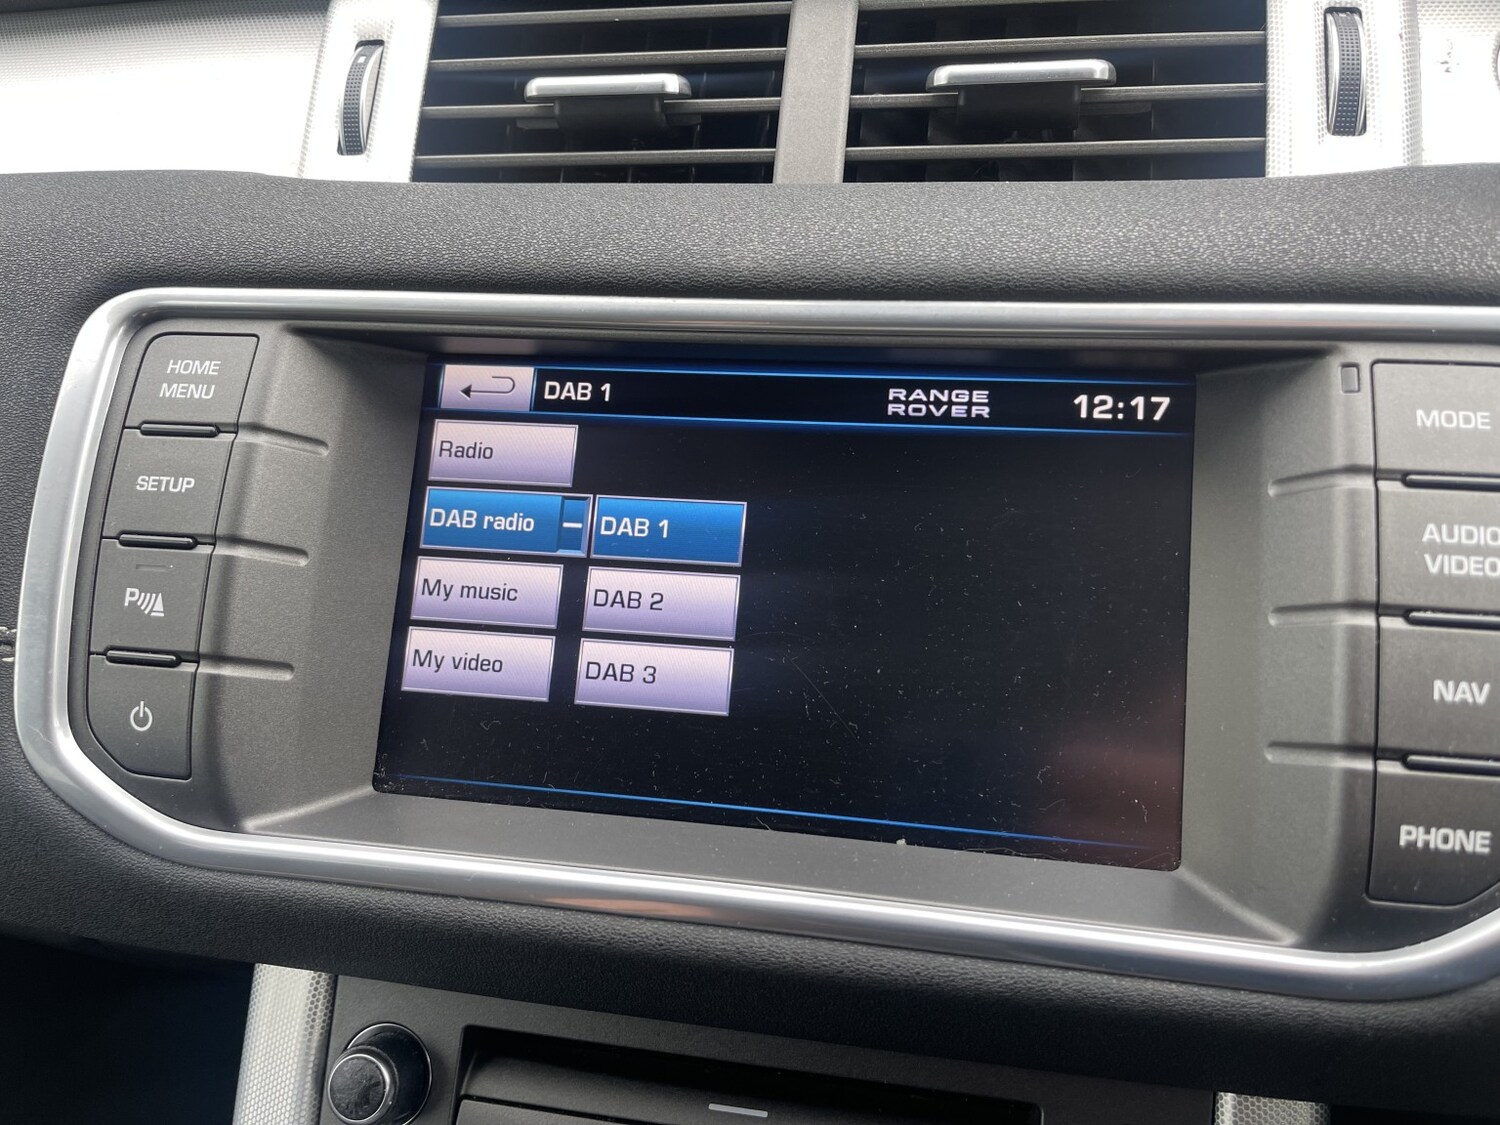 HOME
MENU
SETUP
P
DAB 1
RANGE
ROVER
12:17
Radio
DAB radio
DAB 1
My music
DAB 2
My video
DAB 3
MODE
AUDIO
VIDEO
NAV
PHONE